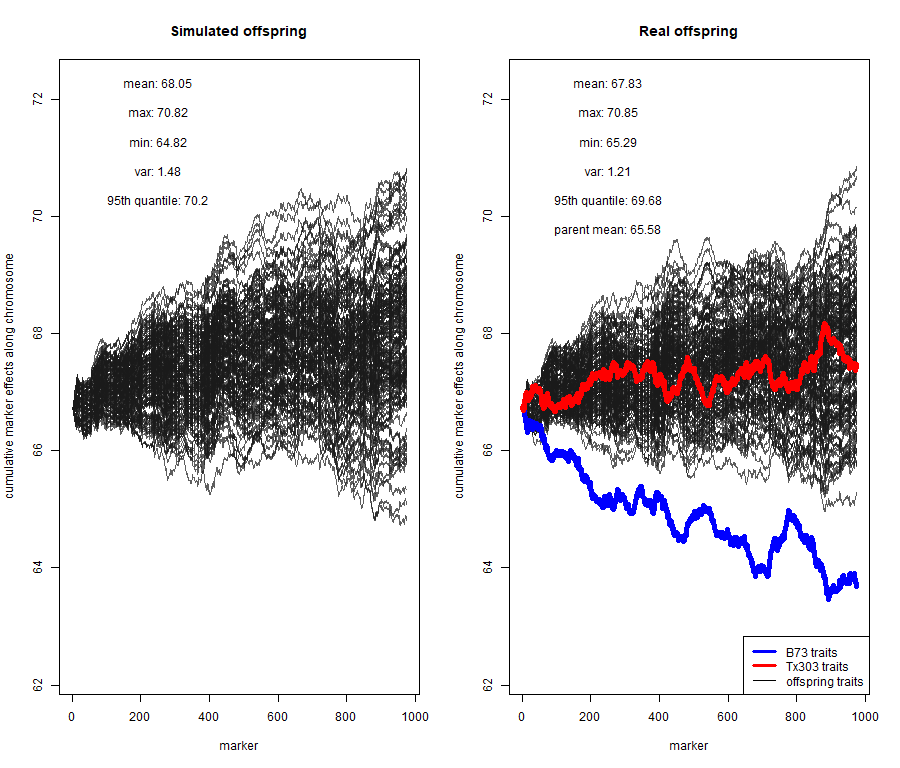 Simulated offspring
mean: 68.05
max: 70.82
min: 64.82
var: 1.48
95th quantile: 70.2
cumulative marker effects along chromosome
72
70
68
66
64
62
0 200 400 600 800 1000
marker
Real offspring
mean: 67.83
max: 70.85
min: 65.29
var: 1.21
95th quantile: 69.68
parent mean: 65.58
cumulative marker effects along chromosome
72
70
68
66
64
62
B73 traits
Tx303 traits
offspring traits
0 200 400 600 800 1000
marker